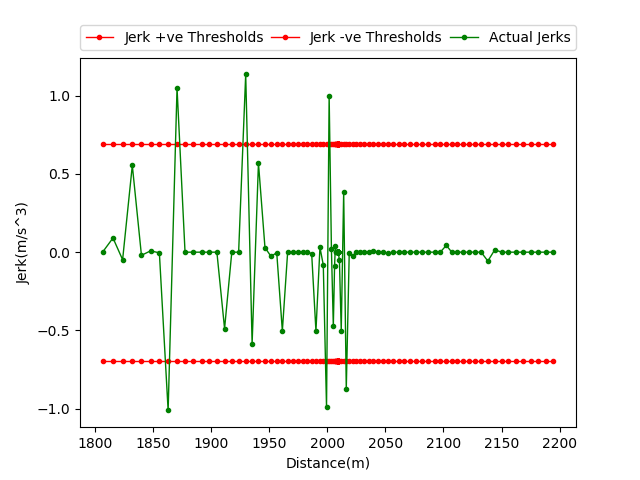 Jerk +ve Thresholds Jerk -ve Thresholds Actual Jerks
1.0
0.5
0.0
−0.5
−1.0
Jerk(m/s^3)
1800 1850 1900 1950 2000 2050 2100 2150 2200
Distance(m)